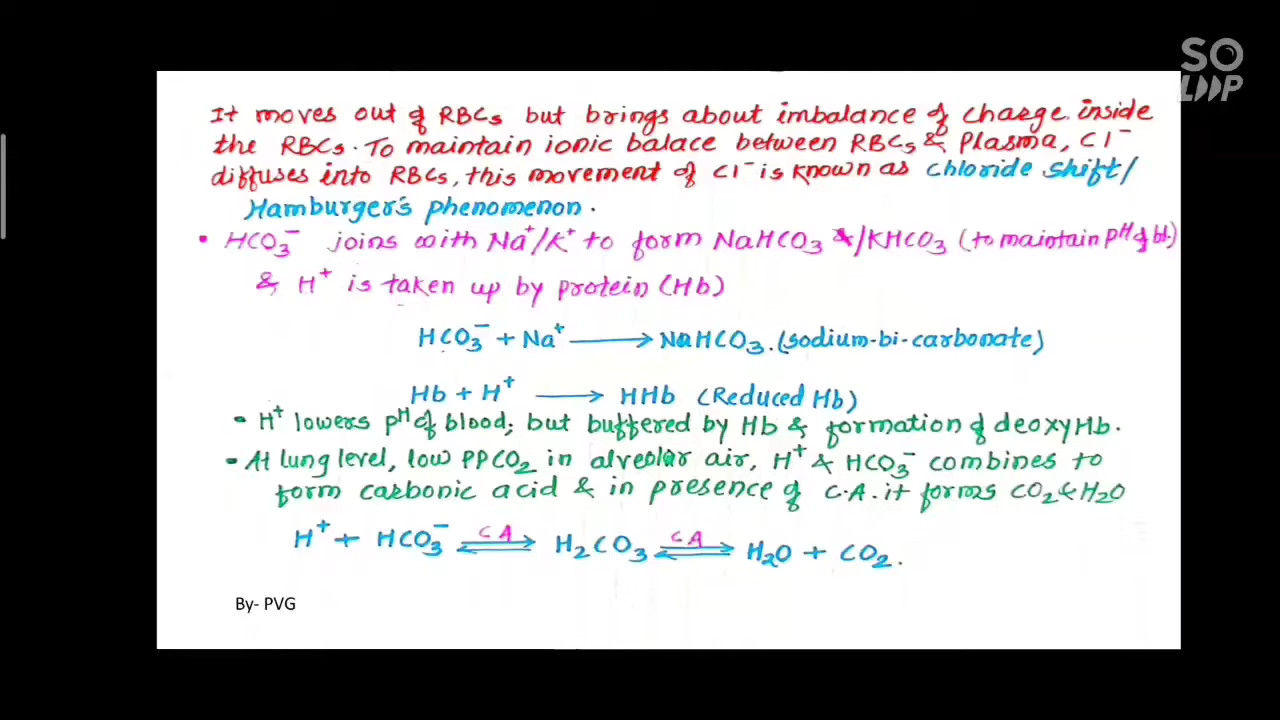 SO
LOOP
It moves out of RBCs but brings about imbalance of charge inside
the RBCs. To maintain ionic balace between RBCs & Plasma, Cl⁻
diffuses into RBCs, this movement of Cl⁻ is known as chloride shift/
Hamburger's phenomenon.
• HCO₃⁻ joins with Na⁺/K⁺ to form NaHCO₃ &/KHCO₃ (to maintain pH of bl.)
& H⁺ is taken up by protein (Hb)
HCO₃⁻ + Na⁺ ⟶ NaHCO₃. (sodium-bi-carbonate)
Hb + H⁺ ⟶ HHb (Reduced Hb)
• H⁺ lowers pH of blood; but buffered by Hb & formation of deoxyHb.
• At lung level, low PPCO₂ in alveolar air, H⁺ & HCO₃⁻ combines to
form carbonic acid & in presence of C.A. it forms CO₂ & H₂O
H⁺ + HCO₃⁻ ⇌ CA H₂CO₃ ⇌ CA H₂O + CO₂.
By- PVG